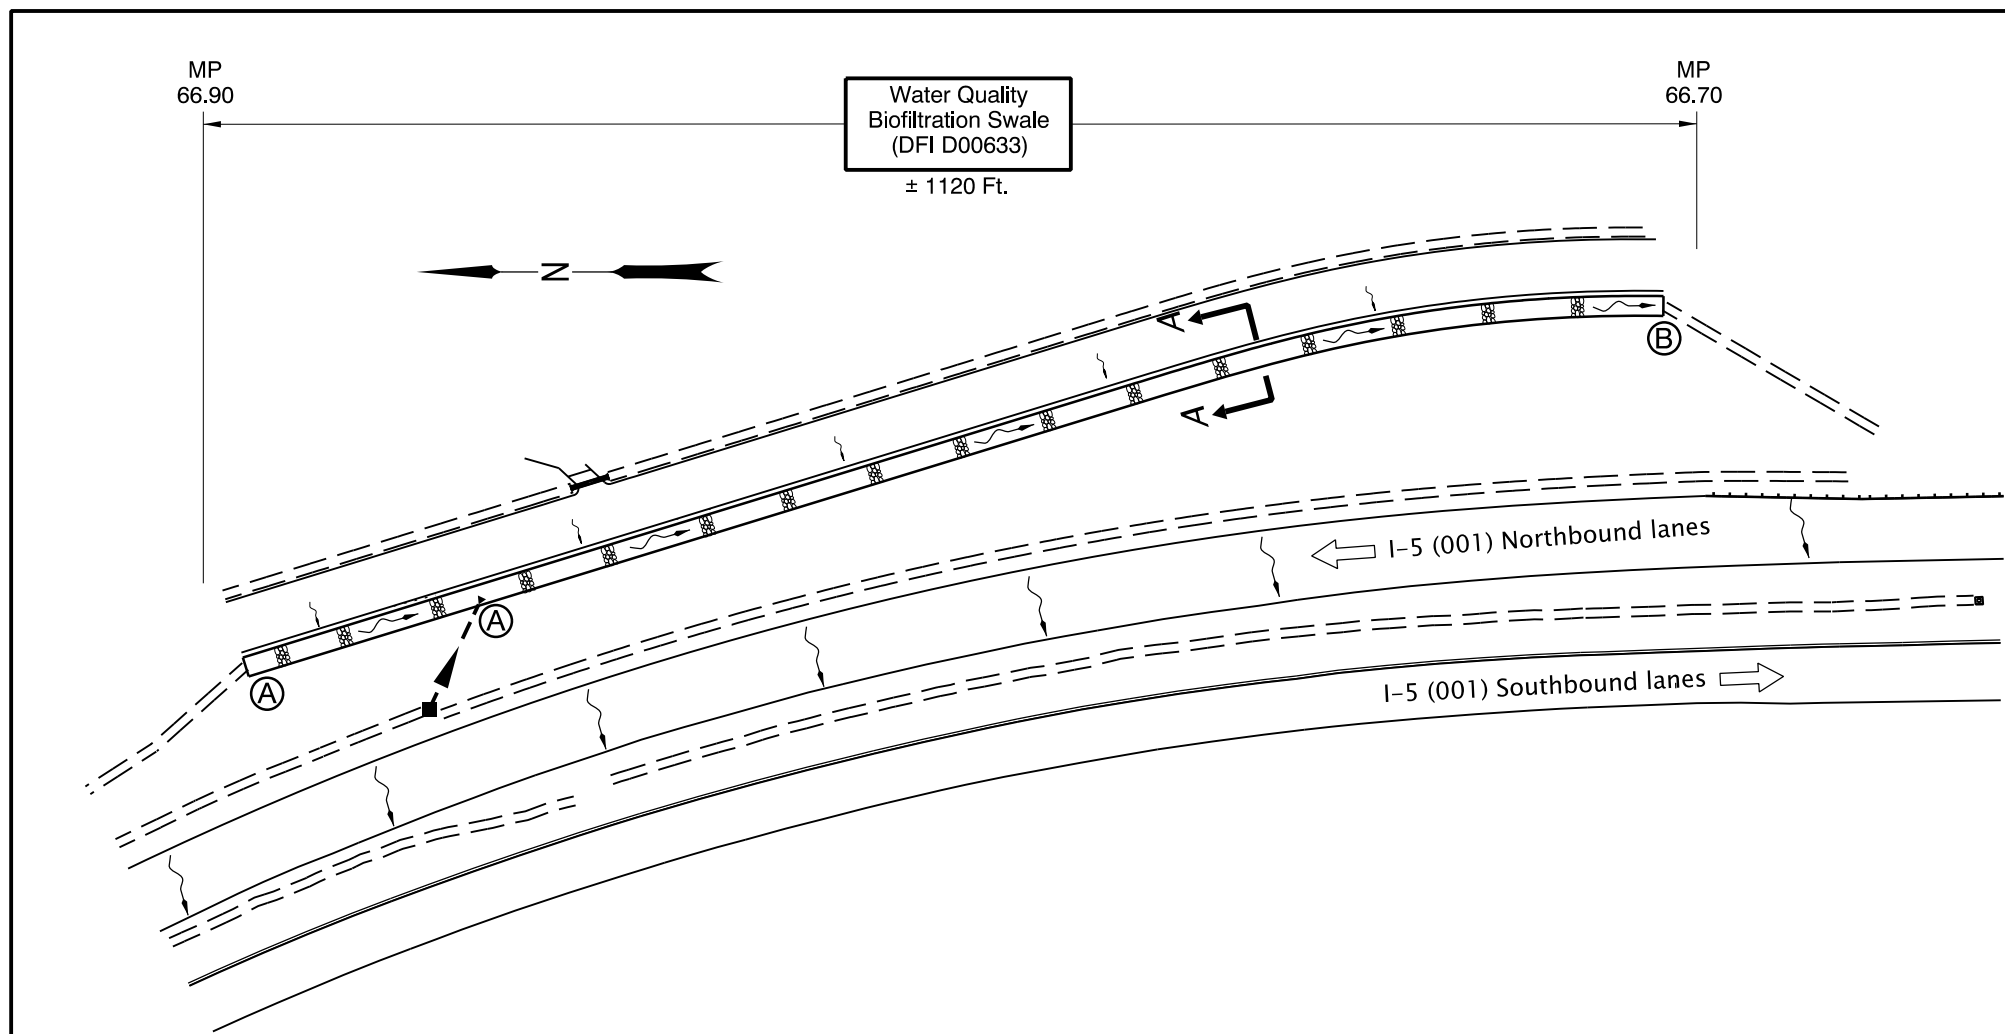 MP
66.90
Water Quality
Biofiltration Swale
(DFI D00633)
± 1120 Ft.
MP
66.70
N
A
A
B
A
A
I-5 (001) Northbound lanes
I-5 (001) Southbound lanes